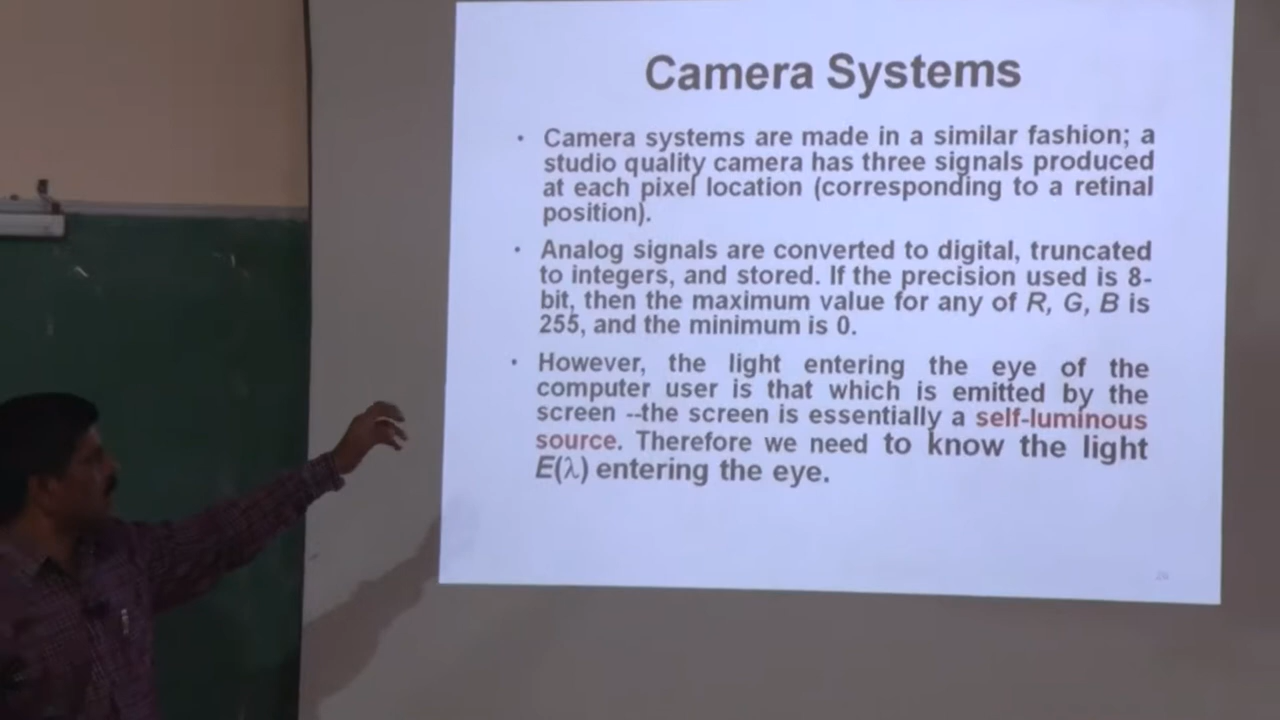 Camera Systems
• Camera systems are made in a similar fashion; a
studio quality camera has three signals produced
at each pixel location (corresponding to a retinal
position).
• Analog signals are converted to digital, truncated
to integers, and stored. If the precision used is 8-
bit, then the maximum value for any of R, G, B is
255, and the minimum is 0.
• However, the light entering the eye of the
computer user is that which is emitted by the
screen --the screen is essentially a self-luminous
source. Therefore we need to know the light
E(λ) entering the eye.